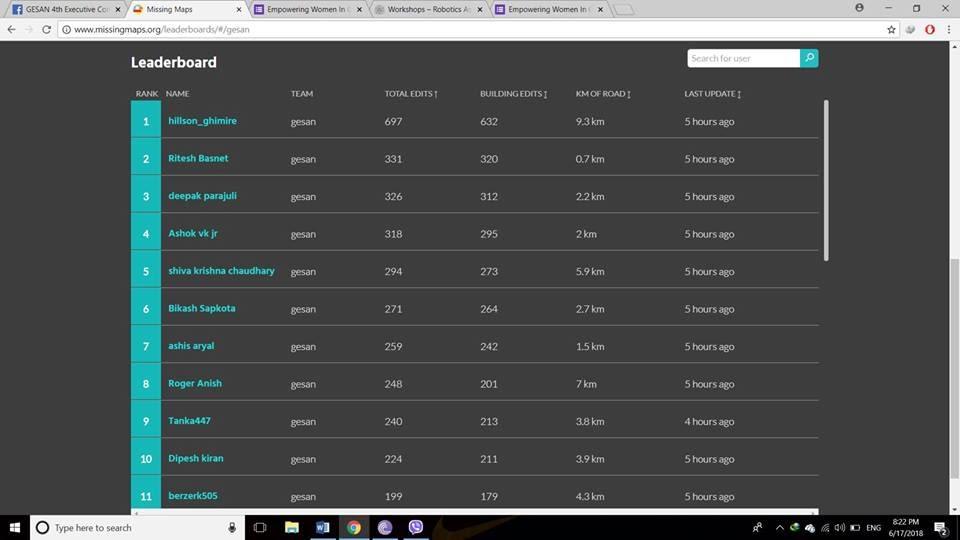 GESAN 4th Executive Con
Missing Maps
Empowering Women In G
Workshops – Robotics As
Empowering Women In G
www.missingmaps.org/leaderboards/#/gesan
Leaderboard
Search for user
RANK NAME TEAM TOTAL EDITS↑ BUILDING EDITS↕ KM OF ROAD↕ LAST UPDATE↕
1 hillson_ghimire gesan 697 632 9.3 km 5 hours ago
2 Ritesh Basnet gesan 331 320 0.7 km 5 hours ago
3 deepak parajuli gesan 326 312 2.2 km 5 hours ago
4 Ashok vk jr gesan 318 295 2 km 5 hours ago
5 shiva krishna chaudhary gesan 294 273 5.9 km 5 hours ago
6 Bikash Sapkota gesan 271 264 2.7 km 5 hours ago
7 ashis aryal gesan 259 242 1.5 km 5 hours ago
8 Roger Anish gesan 248 201 7 km 5 hours ago
9 Tanka447 gesan 240 213 3.8 km 4 hours ago
10 Dipesh kiran gesan 224 211 3.9 km 5 hours ago
11 berzerk505 gesan 199 179 4.3 km 5 hours ago
Type here to search
ENG
8:22 PM
6/17/2018
2